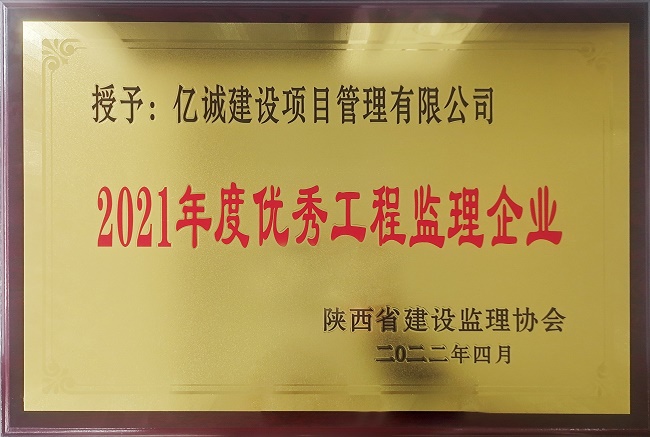 授予：亿诚建设项目管理有限公司
2021年度优秀工程监理企业
陕西省建设监理协会
二0二二年四月